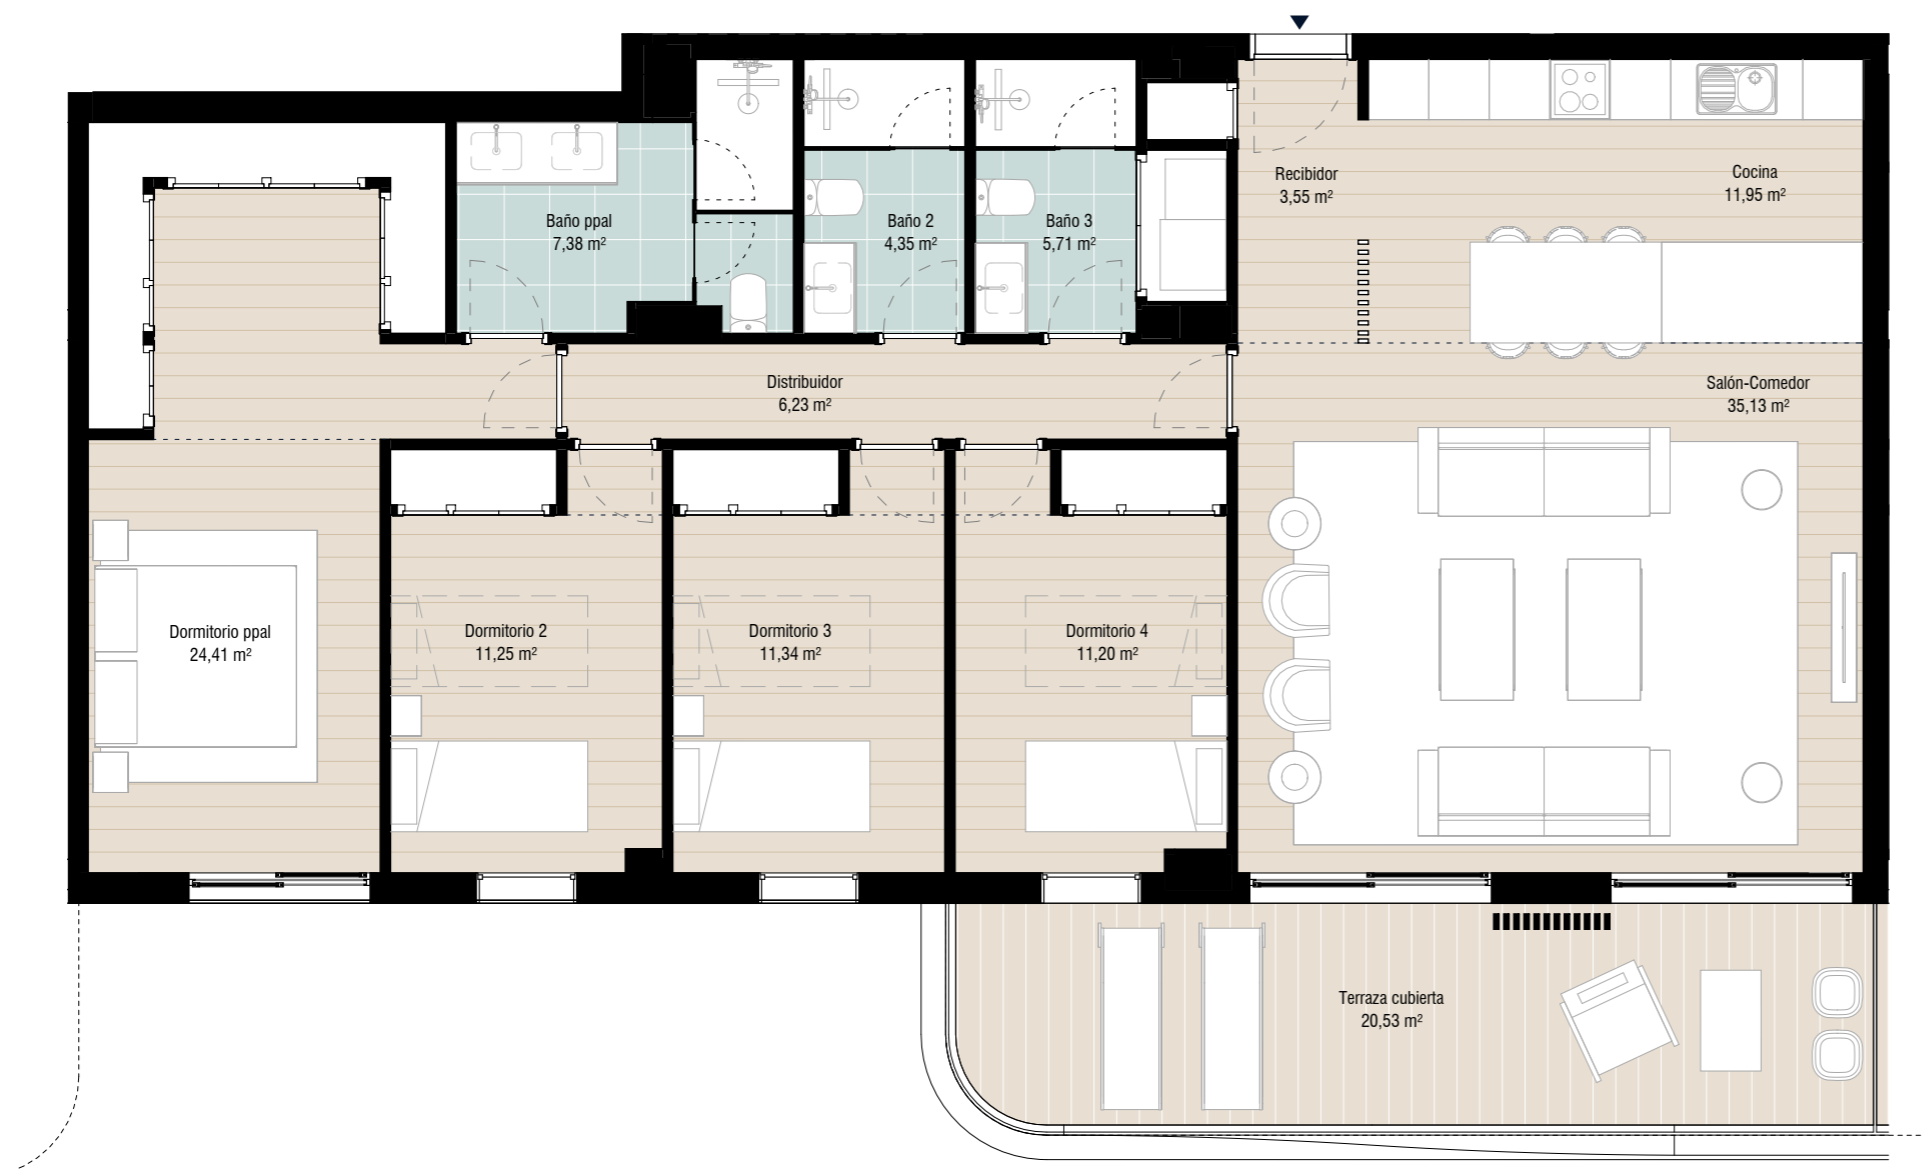 Recibidor
3,55 m²
Cocina
11,95 m²
Baño ppal
7,38 m²
Baño 2
4,35 m²
Baño 3
5,71 m²
Distribuidor
6,23 m²
Salón-Comedor
35,13 m²
Dormitorio ppal
24,41 m²
Dormitorio 2
11,25 m²
Dormitorio 3
11,34 m²
Dormitorio 4
11,20 m²
Terraza cubierta
20,53 m²